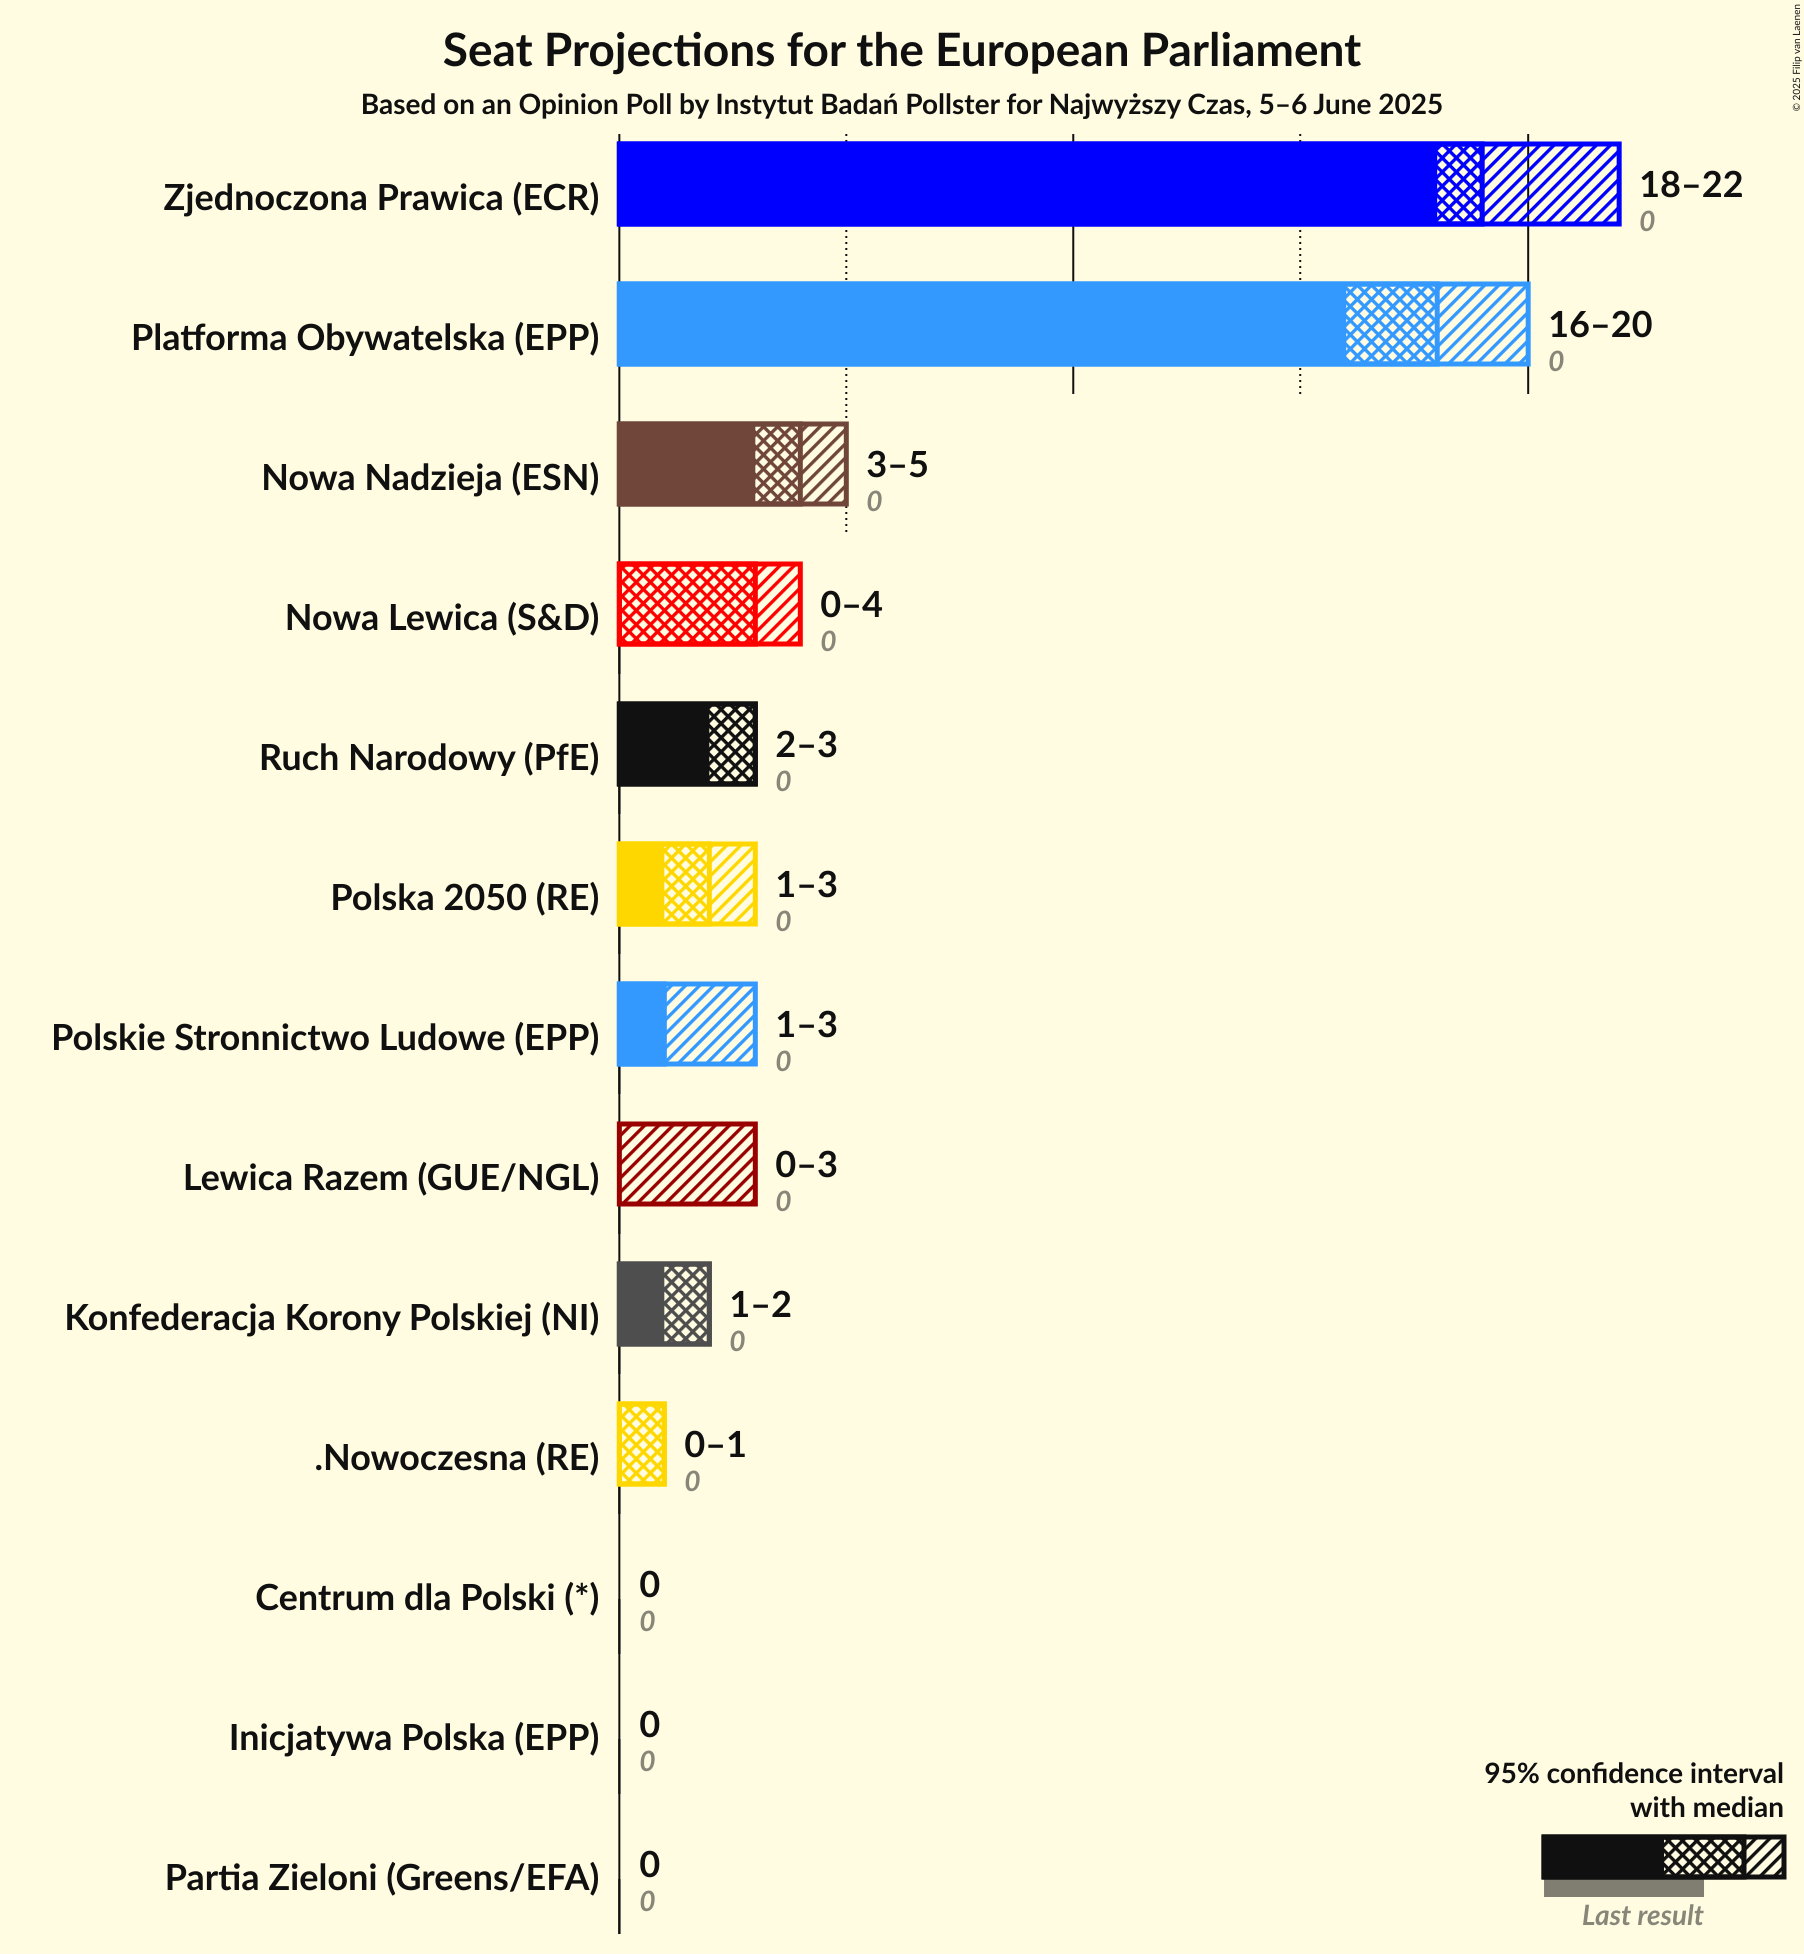 Seat Projections for the European Parliament
Based on an Opinion Poll by Instytut Badań Pollster for Najwyższy Czas, 5–6 June 2025
© 2025 Filip van Laenen
Zjednoczona Prawica (ECR)
18–22
0
Platforma Obywatelska (EPP)
16–20
0
Nowa Nadzieja (ESN)
3–5
0
Nowa Lewica (S&D)
0–4
0
Ruch Narodowy (PfE)
2–3
0
Polska 2050 (RE)
1–3
0
Polskie Stronnictwo Ludowe (EPP)
1–3
0
Lewica Razem (GUE/NGL)
0–3
0
Konfederacja Korony Polskiej (NI)
1–2
0
.Nowoczesna (RE)
0–1
0
Centrum dla Polski (*)
0
0
Inicjatywa Polska (EPP)
0
0
Partia Zieloni (Greens/EFA)
0
0
95% confidence interval
with median
Last result